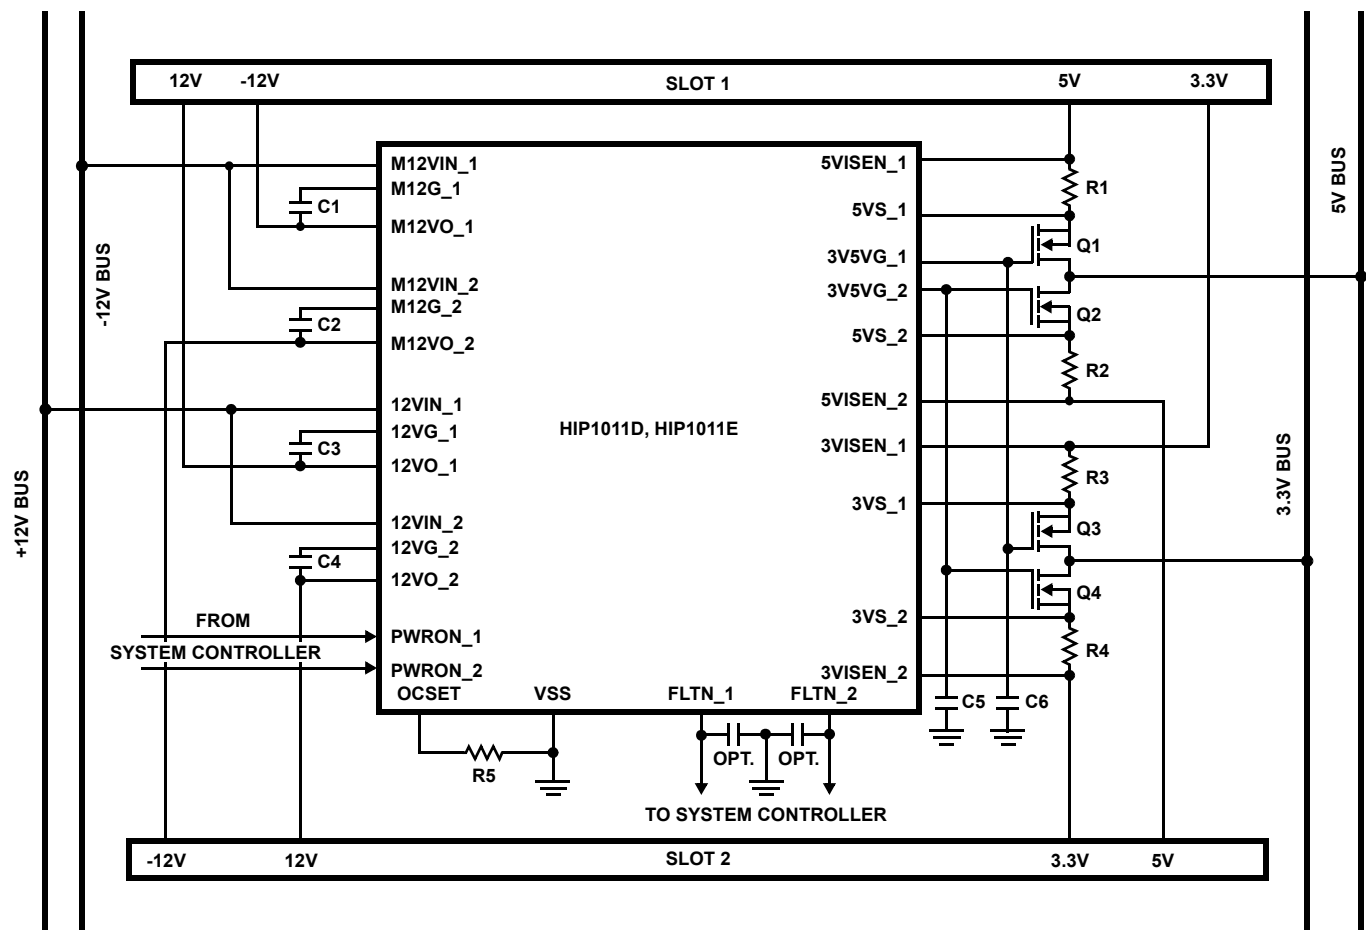 12V -12V SLOT 1 5V 3.3V
M12VIN_1
M12G_1
C1
M12VO_1
M12VIN_2
M12G_2
C2
M12VO_2
12VIN_1
12VG_1
C3
12VO_1
12VIN_2
12VG_2
C4
12VO_2
FROM
SYSTEM CONTROLLER
PWRON_1
PWRON_2
OCSET
VSS
FLTN_1
FLTN_2
HIP1011D, HIP1011E
5VISEN_1
R1
5VS_1
Q1
3V5VG_1
3V5VG_2
Q2
5VS_2
R2
5VISEN_2
3VISEN_1
R3
3VS_1
Q3
Q4
3VS_2
R4
3VISEN_2
C5
C6
R5
OPT.
OPT.
TO SYSTEM CONTROLLER
-12V 12V SLOT 2 3.3V 5V
-12V BUS
+12V BUS
5V BUS
3.3V BUS